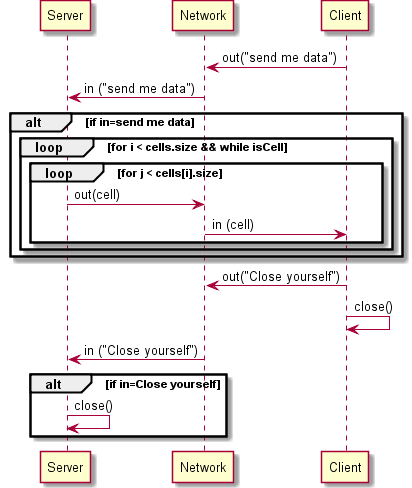 Server Network Client
out("send me data")
in ("send me data")
alt [if in=send me data]
loop [for i < cells.size && while isCell]
loop [for j < cells[i].size]
out(cell)
in (cell)
out("Close yourself")
close()
in ("Close yourself")
alt [if in=Close yourself]
close()
Server Network Client